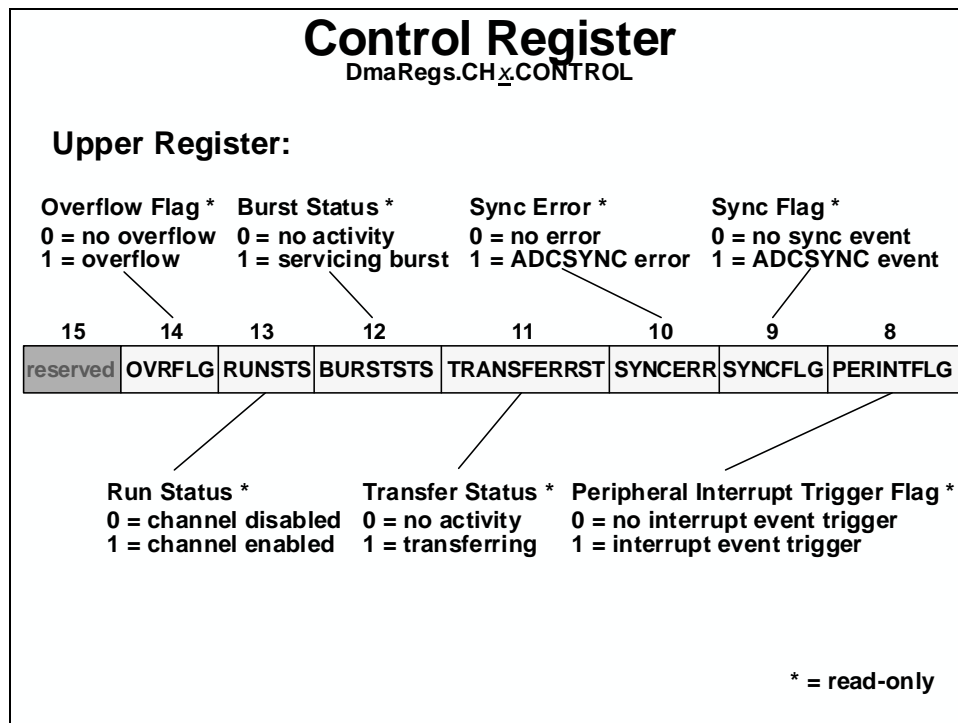 Control Register
DmaRegs.CHx.CONTROL
Upper Register:
Overflow Flag * Burst Status * Sync Error * Sync Flag *
0 = no overflow 0 = no activity 0 = no error 0 = no sync event
1 = overflow 1 = servicing burst 1 = ADCSYNC error 1 = ADCSYNC event
15 14 13 12 11 10 9 8
reserved OVRFLG RUNSTS BURSTSTS TRANSFERRST SYNCERR SYNCFLG PERINTFLG
Run Status * Transfer Status * Peripheral Interrupt Trigger Flag *
0 = channel disabled 0 = no activity 0 = no interrupt event trigger
1 = channel enabled 1 = transferring 1 = interrupt event trigger
* = read-only